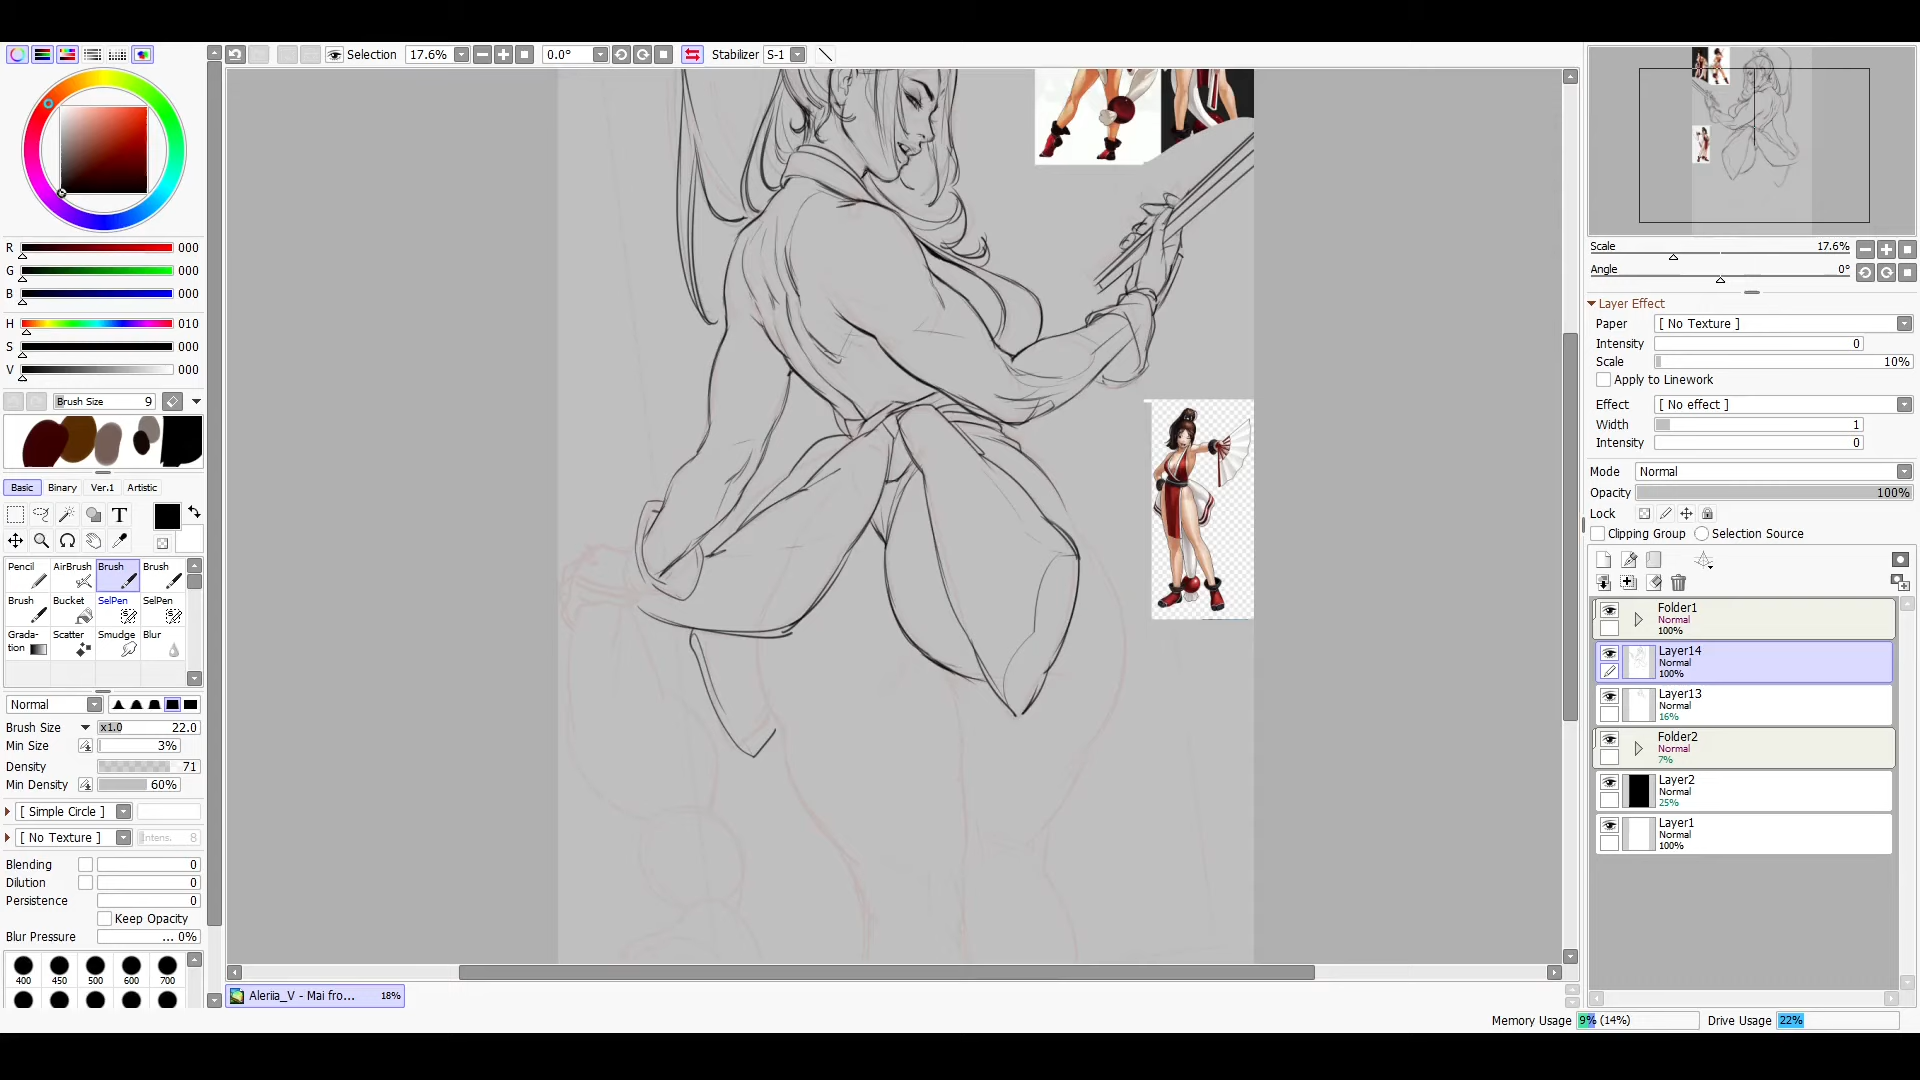 Selection 17.6% 0.0° Stabilizer S-1
R 000
G 000
B 000
H 010
S 000
V 000
Brush Size 9
Basic Binary Ver.1 Artistic
T
Pencil AirBrush Brush Brush
Brush Bucket SelPen SelPen
Grada-tion Scatter Smudge Blur
Normal
Brush Size x1.0 22.0
Min Size 3%
Density 71
Min Density 60%
[ Simple Circle ]
[ No Texture ] Intens. 8
Blending 0
Dilution 0
Persistence 0
Keep Opacity
Blur Pressure ... 0%
400 450 500 600 700
Aleriia_V - Mai fro... 18%
Scale 17.6%
Angle 0°
Layer Effect
Paper [ No Texture ]
Intensity 0
Scale 10%
Apply to Linework
Effect [ No effect ]
Width 1
Intensity 0
Mode Normal
Opacity 100%
Lock
Clipping Group Selection Source
Folder1
Normal
100%
Layer14
Normal
100%
Layer13
Normal
16%
Folder2
Normal
7%
Layer2
Normal
25%
Layer1
Normal
100%
Memory Usage 9% (14%) Drive Usage 22%